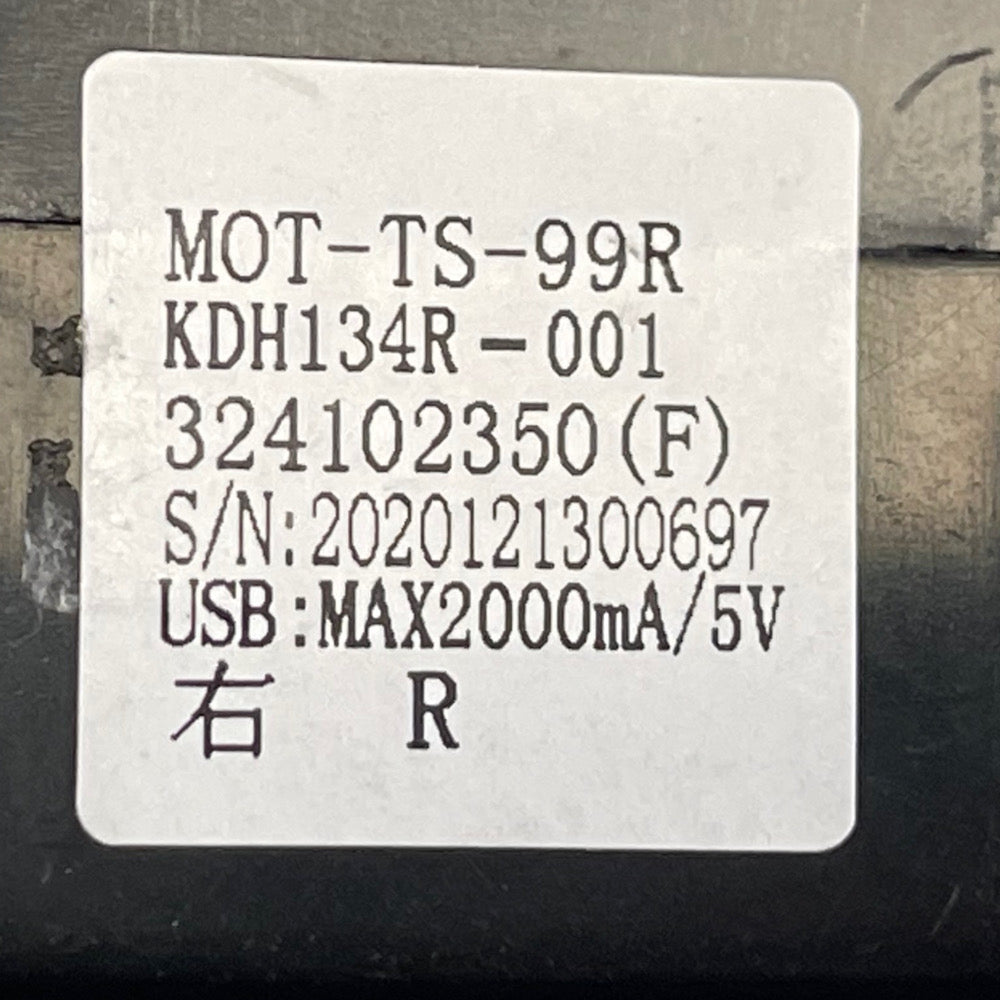 MOT-TS-99R
KDH134R-001
324102350(F)
S/N:2020121300697
USB:MAX2000mA/5V
右 R